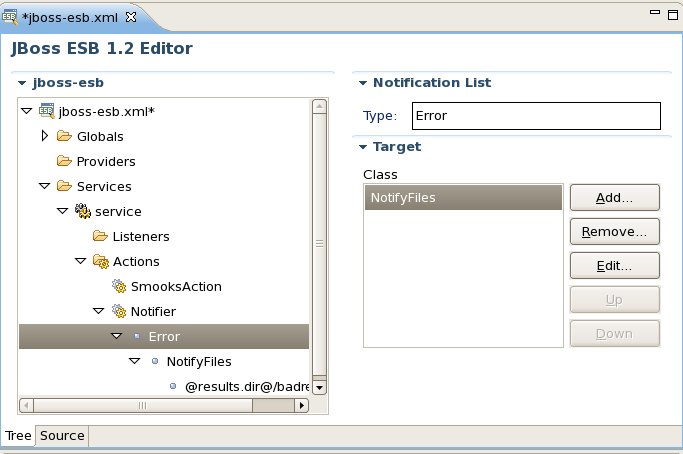 *jboss-esb.xml
JBoss ESB 1.2 Editor
jboss-esb
jboss-esb.xml*
Globals
Providers
Services
service
Listeners
Actions
SmooksAction
Notifier
Error
NotifyFiles
@results.dir@/badre
Notification List
Type: Error
Target
Class
NotifyFiles
Add...
Remove...
Edit...
Up
Down
Tree Source